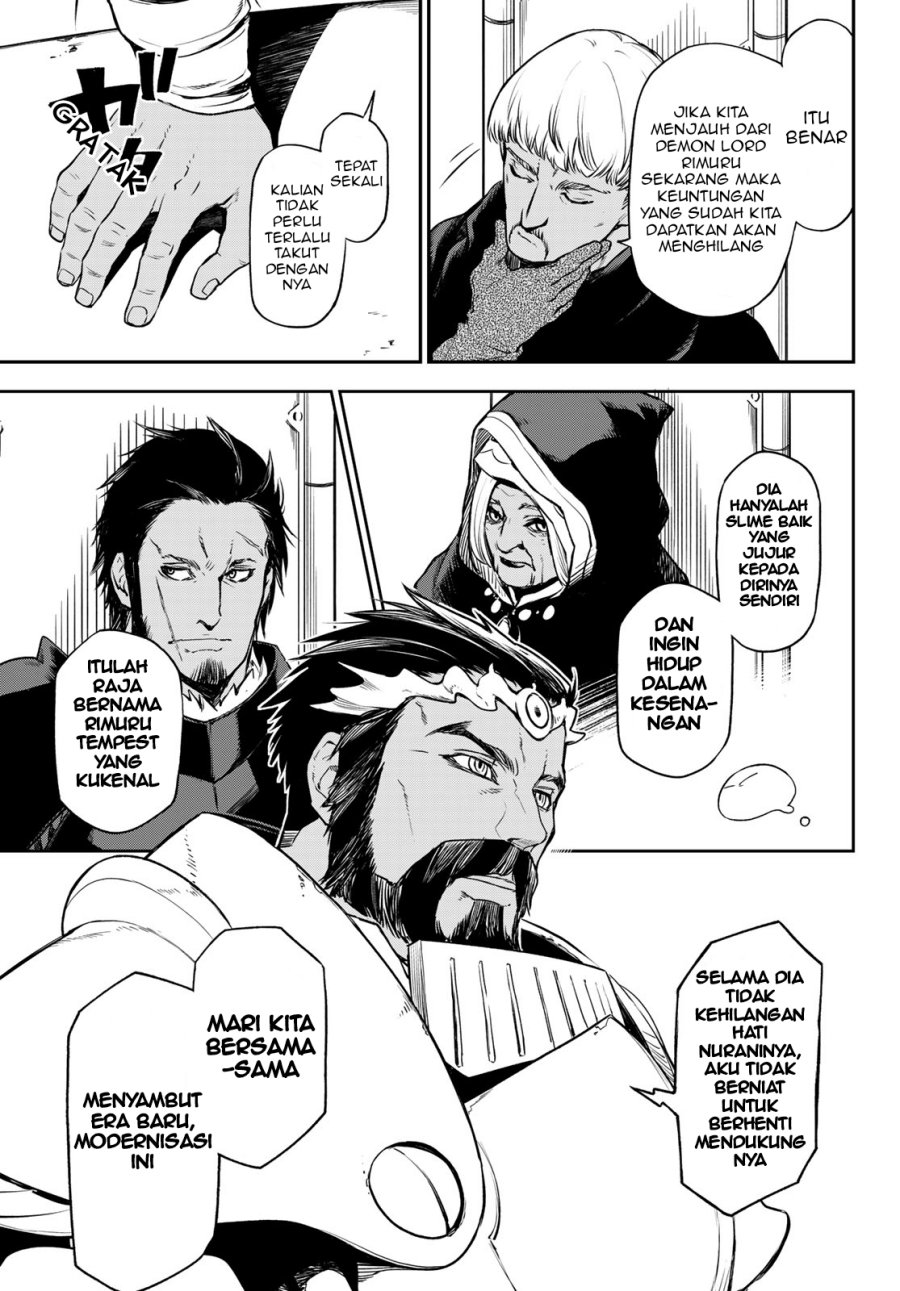 ITU
BENAR
JIKA KITA
MENJAUH DARI
DEMON LORD
RIMURU
SEKARANG MAKA
KEUNTUNGAN
YANG SUDAH KITA
DAPATKAN AKAN
MENGHILANG
ガタ
GRATAK
TEPAT
SEKALI
KALIAN
TIDAK
PERLU
TERLALU
TAKUT
DENGAN
NYA
DIA
HANYALAH
SLIME BAIK
YANG
JUJUR
KEPADA
DIRINYA
SENDIRI
DAN
INGIN
HIDUP
DALAM
KESENA-
NGAN
ITULAH
RAJA
BERNAMA
RIMURU
TEMPEST
YANG
KUKENAL
SELAMA DIA
TIDAK
KEHILANGAN
HATI
NURANINYA,
AKU TIDAK
BERNIAT
UNTUK
BERHENTI
MENDUKUNG
NYA
MARI KITA
BERSAMA
-SAMA
MENYAMBUT
ERA BARU,
MODERNISASI
INI